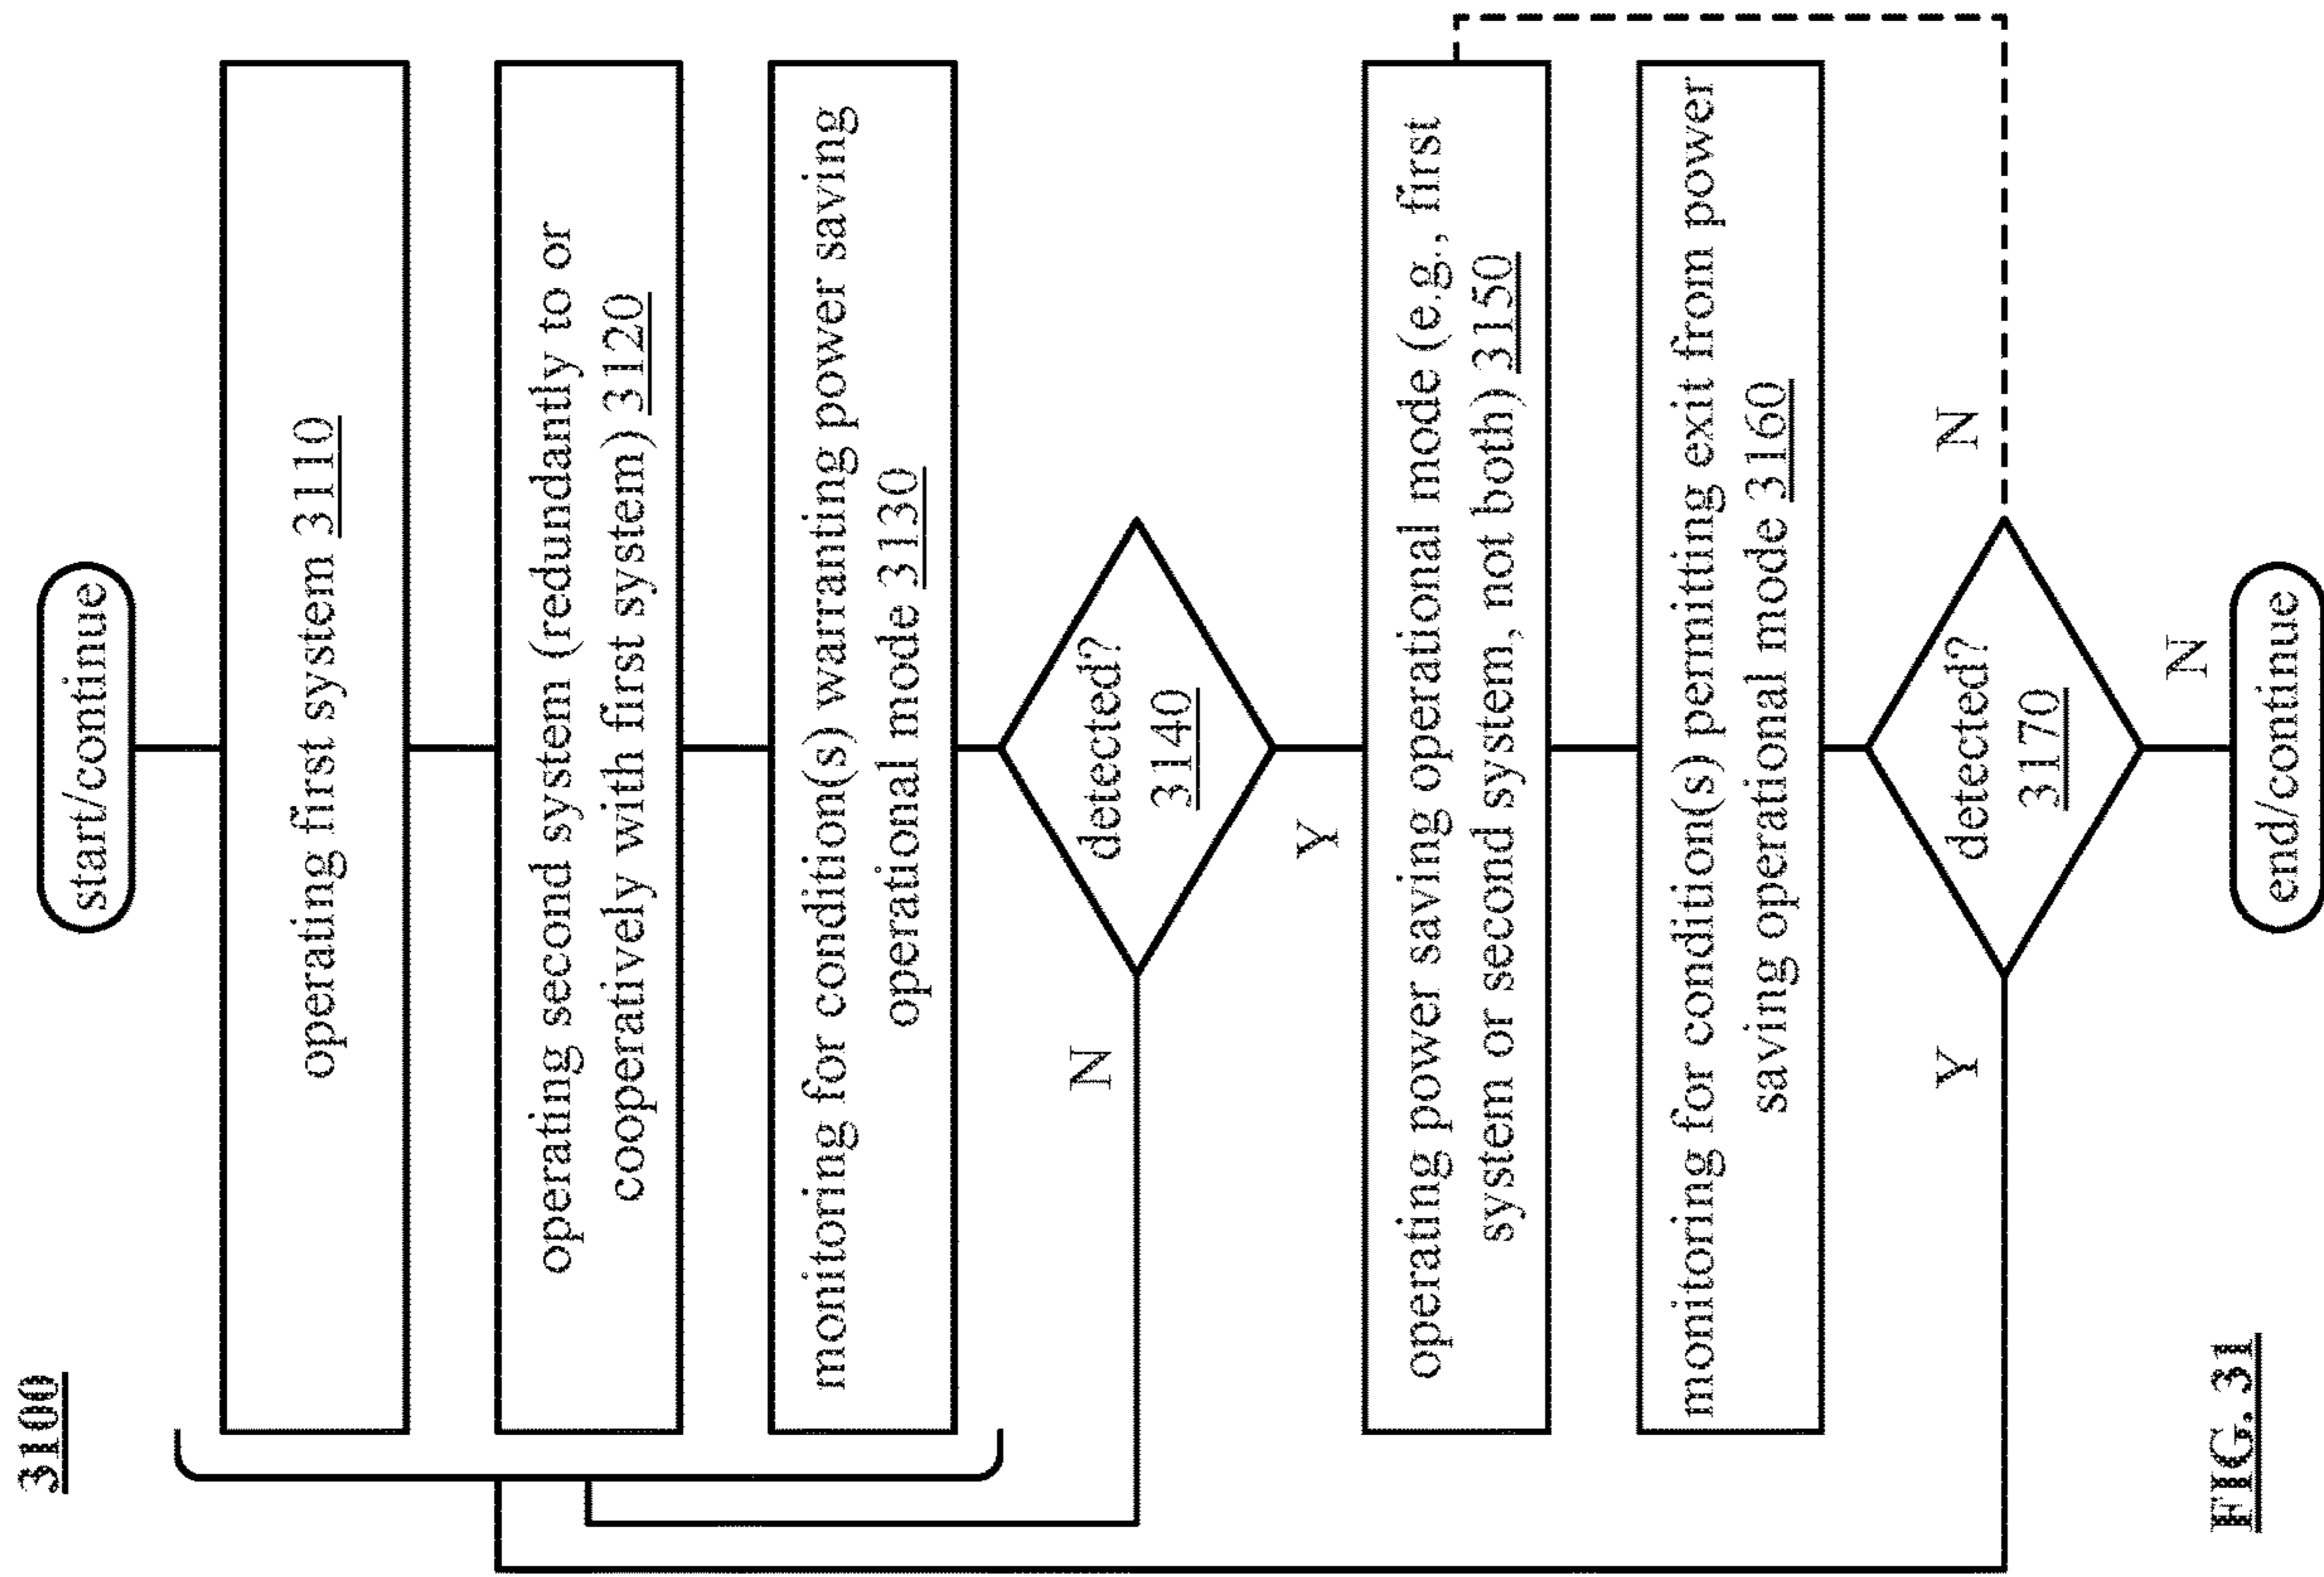 3100
start/continue
operating first system 3110
operating second system (redundantly to or
cooperatively with first system) 3120
monitoring for condition(s) warranting power saving
operational mode 3130
detected?
3140
N
Y
operating power saving operational mode (e.g., first
system or second system, not both) 3150
monitoring for condition(s) permitting exit from power
saving operational mode 3160
detected?
3170
Y
N
N
end/continue
FIG. 31